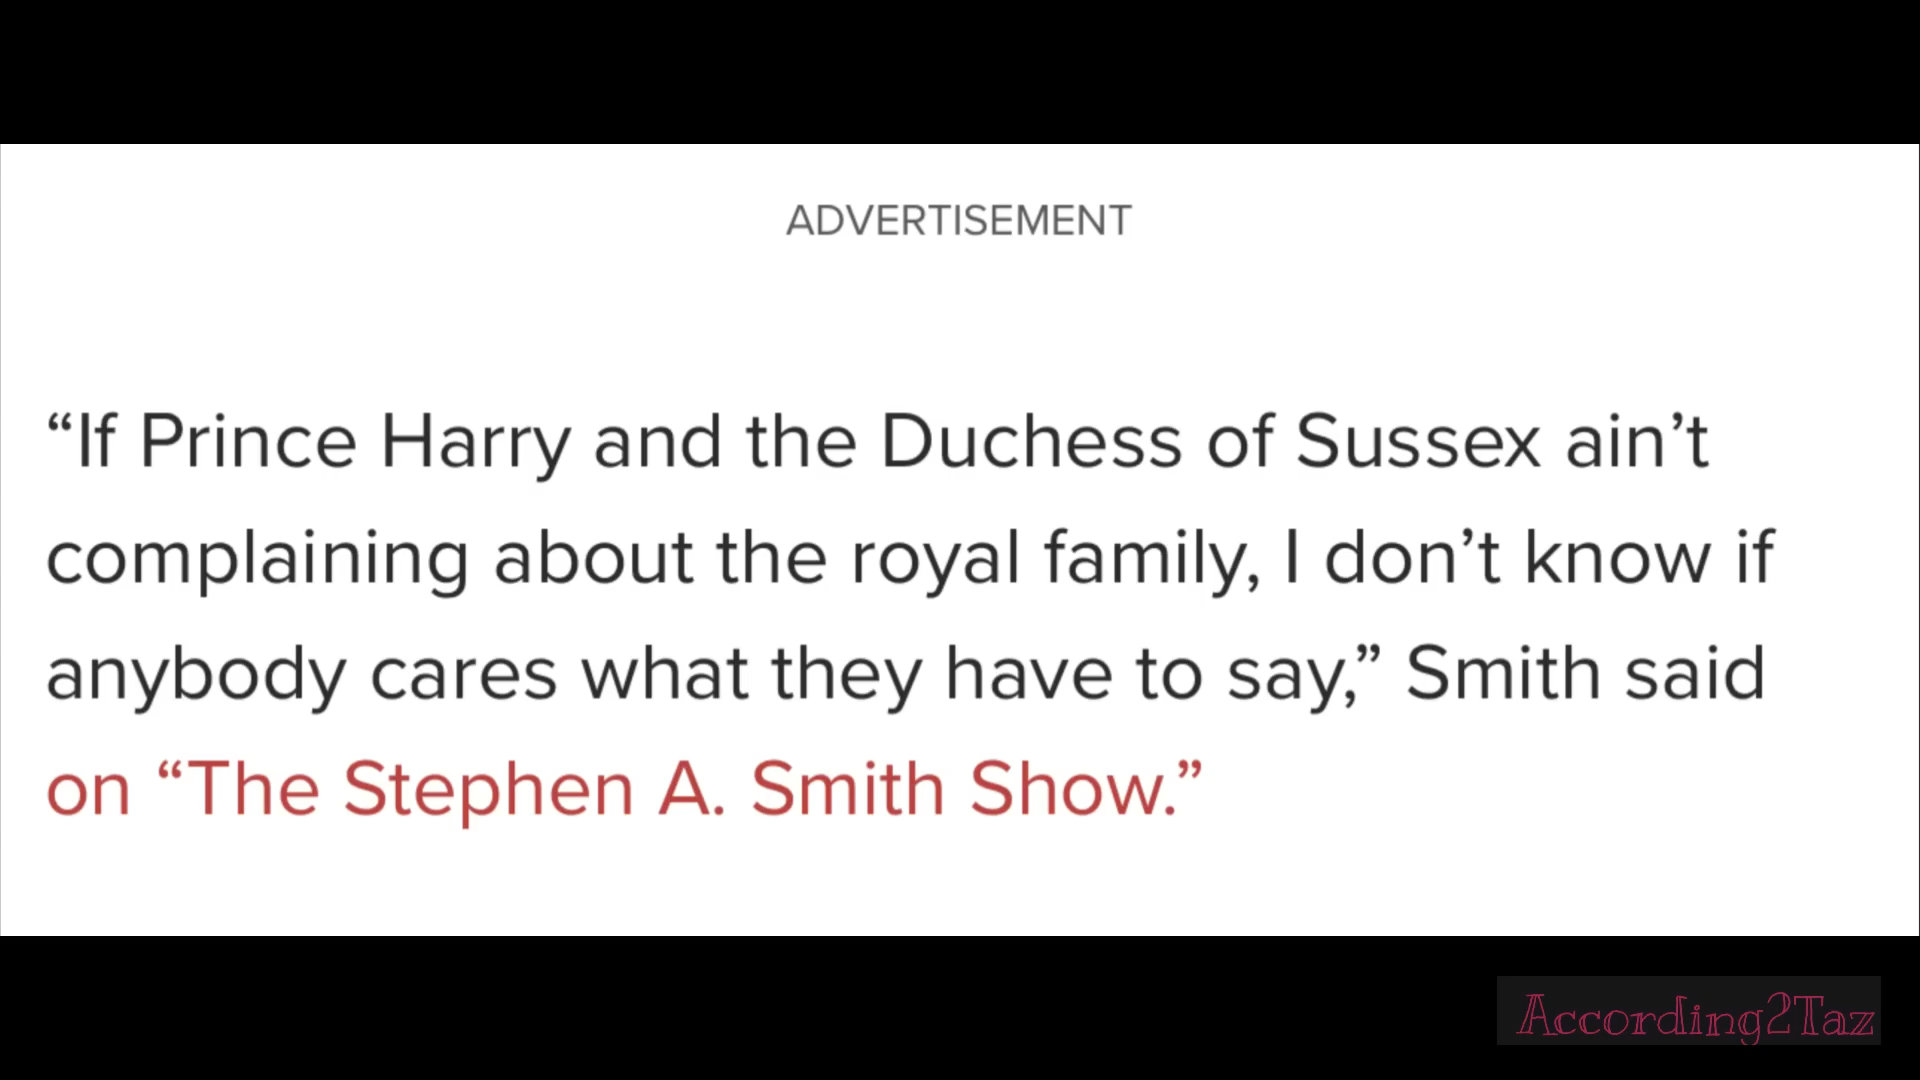 ADVERTISEMENT
“If Prince Harry and the Duchess of Sussex ain’t
complaining about the royal family, I don’t know if
anybody cares what they have to say,” Smith said
on “The Stephen A. Smith Show.”
According2Taz